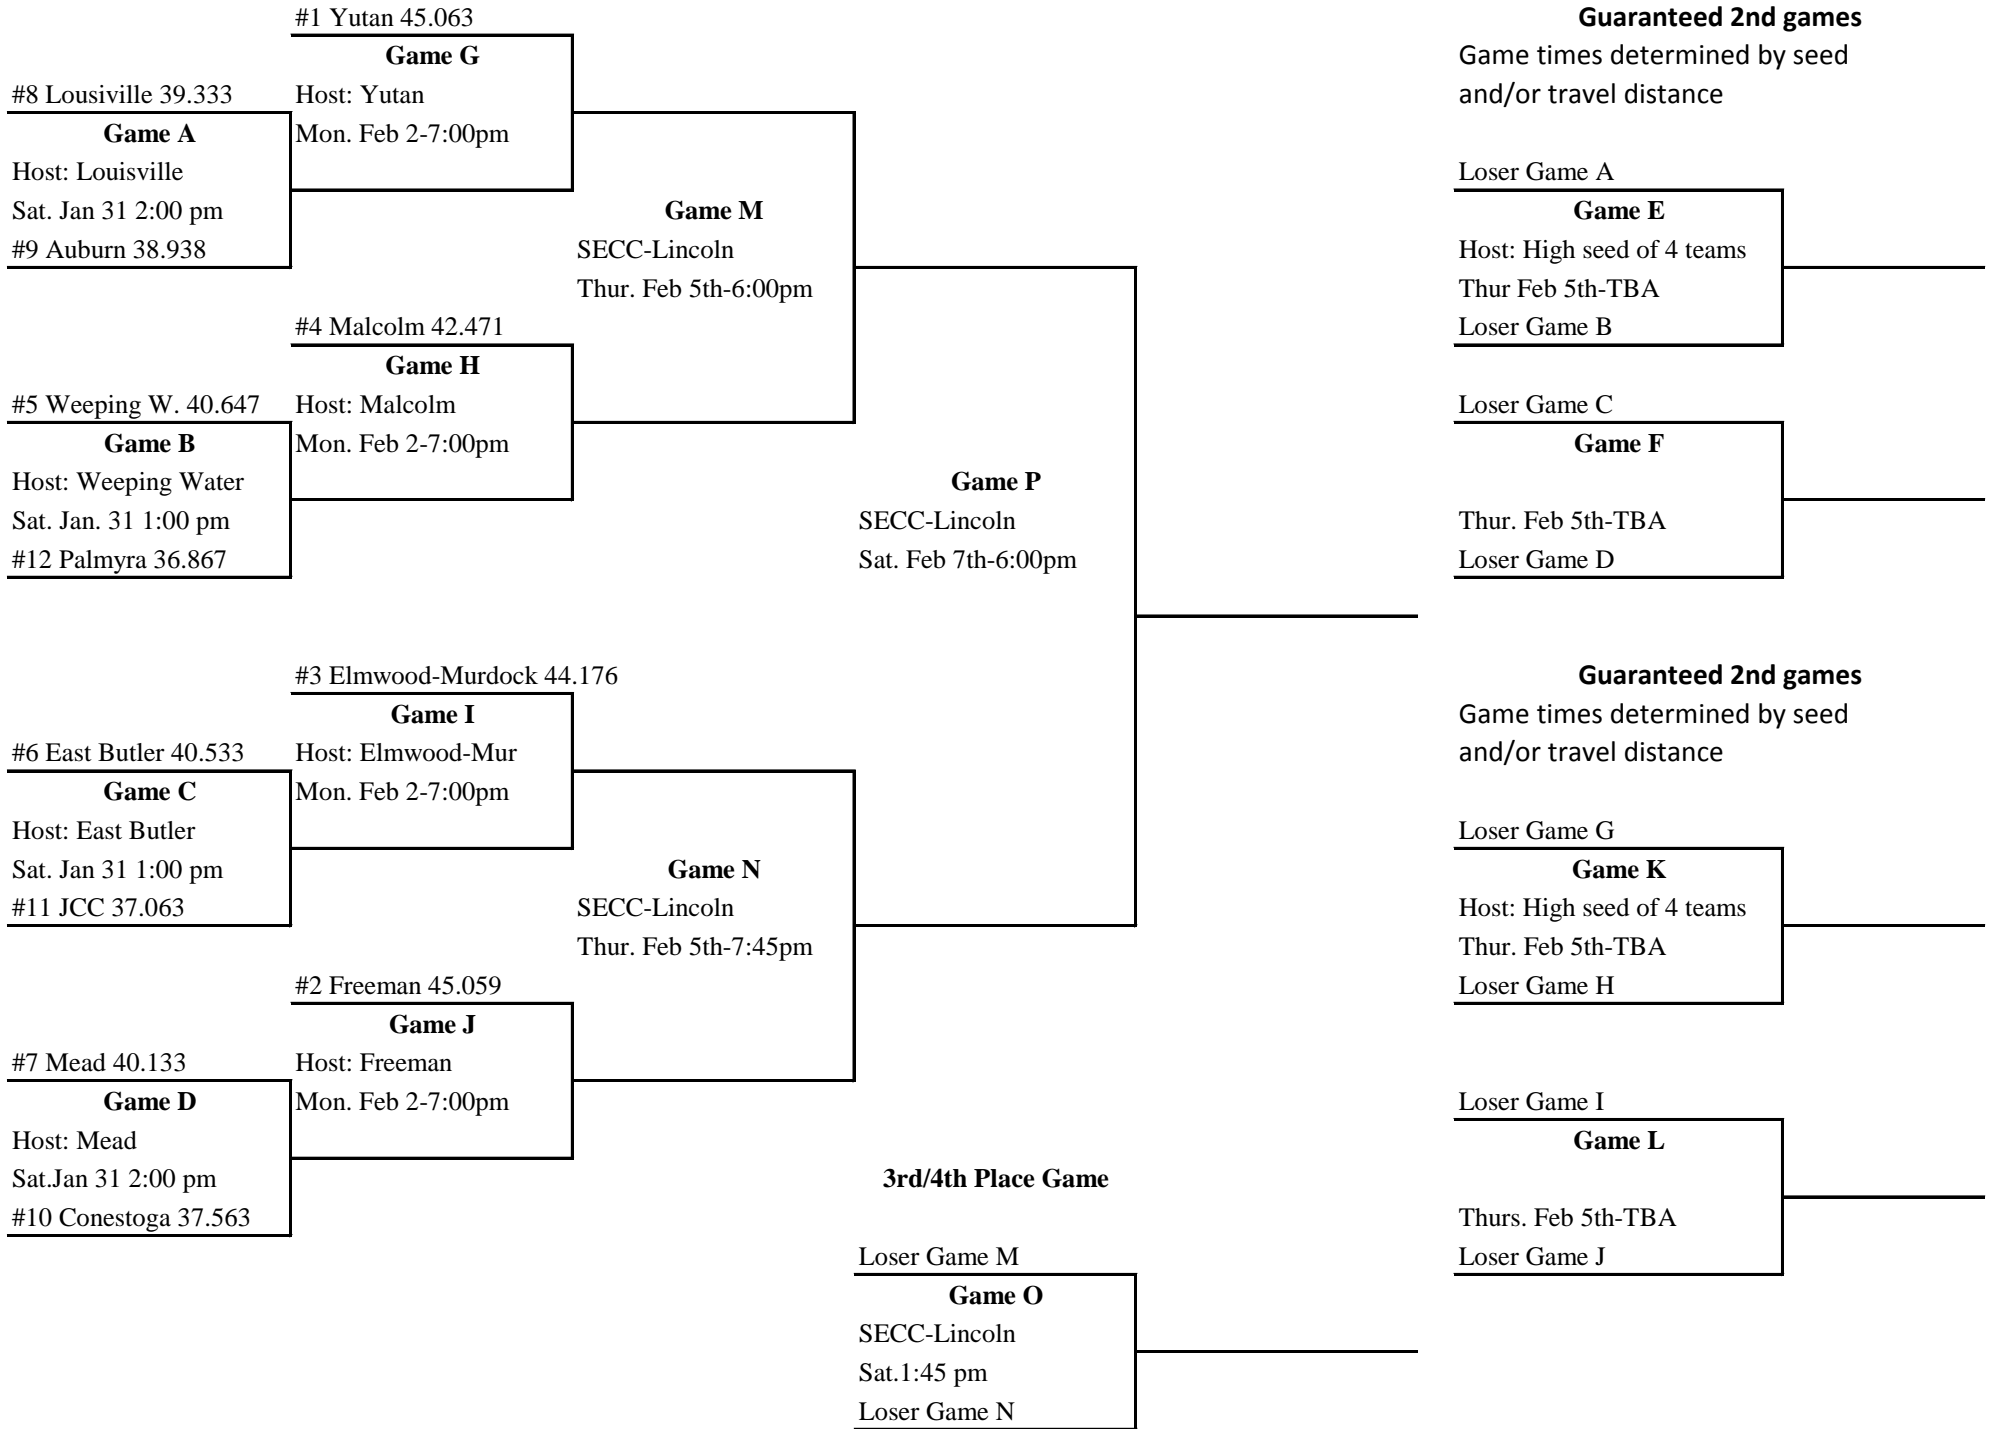 #1 Yutan 45.063
Game G
#8 Lousiville 39.333
Host: Yutan
Game A
Mon. Feb 2-7:00pm
Host: Louisville
Sat. Jan 31 2:00 pm
#9 Auburn 38.938
Game M
SECC-Lincoln
Thur. Feb 5th-6:00pm
#4 Malcolm 42.471
Game H
#5 Weeping W. 40.647
Host: Malcolm
Game B
Mon. Feb 2-7:00pm
Host: Weeping Water
Sat. Jan. 31 1:00 pm
#12 Palmyra 36.867
Game P
SECC-Lincoln
Sat. Feb 7th-6:00pm
#3 Elmwood-Murdock 44.176
Game I
#6 East Butler 40.533
Host: Elmwood-Mur
Game C
Mon. Feb 2-7:00pm
Host: East Butler
Sat. Jan 31 1:00 pm
#11 JCC 37.063
Game N
SECC-Lincoln
Thur. Feb 5th-7:45pm
#2 Freeman 45.059
Game J
#7 Mead 40.133
Host: Freeman
Game D
Mon. Feb 2-7:00pm
Host: Mead
Sat.Jan 31 2:00 pm
#10 Conestoga 37.563
3rd/4th Place Game
Loser Game M
Game O
SECC-Lincoln
Sat.1:45 pm
Loser Game N
Guaranteed 2nd games
Game times determined by seed
and/or travel distance
Loser Game A
Game E
Host: High seed of 4 teams
Thur Feb 5th-TBA
Loser Game B
Loser Game C
Game F
Thur. Feb 5th-TBA
Loser Game D
Guaranteed 2nd games
Game times determined by seed
and/or travel distance
Loser Game G
Game K
Host: High seed of 4 teams
Thur. Feb 5th-TBA
Loser Game H
Loser Game I
Game L
Thurs. Feb 5th-TBA
Loser Game J